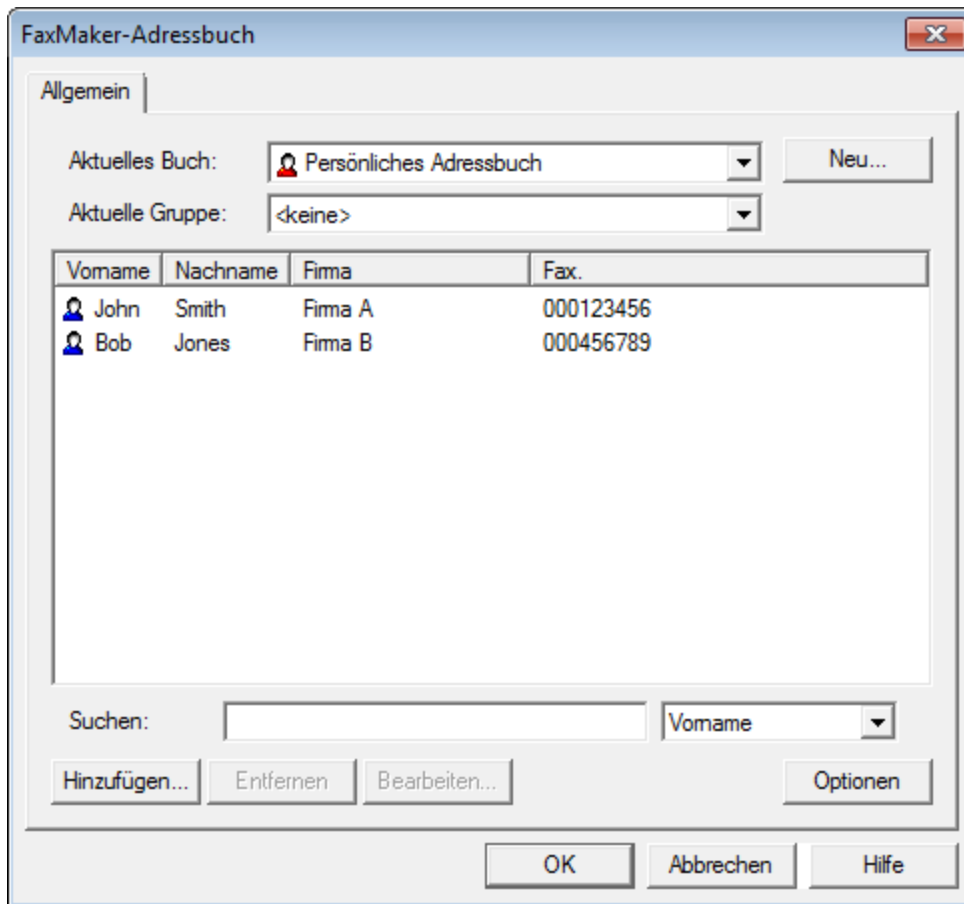 FaxMaker-Adressbuch
Allgemein
Aktuelles Buch: Persönliches Adressbuch Neu...
Aktuelle Gruppe: <keine>
Vorname Nachname Firma Fax.
John Smith Firma A 000123456
Bob Jones Firma B 000456789
Suchen: Vorname
Hinzufügen... Entfernen Bearbeiten... Optionen
OK Abbrechen Hilfe